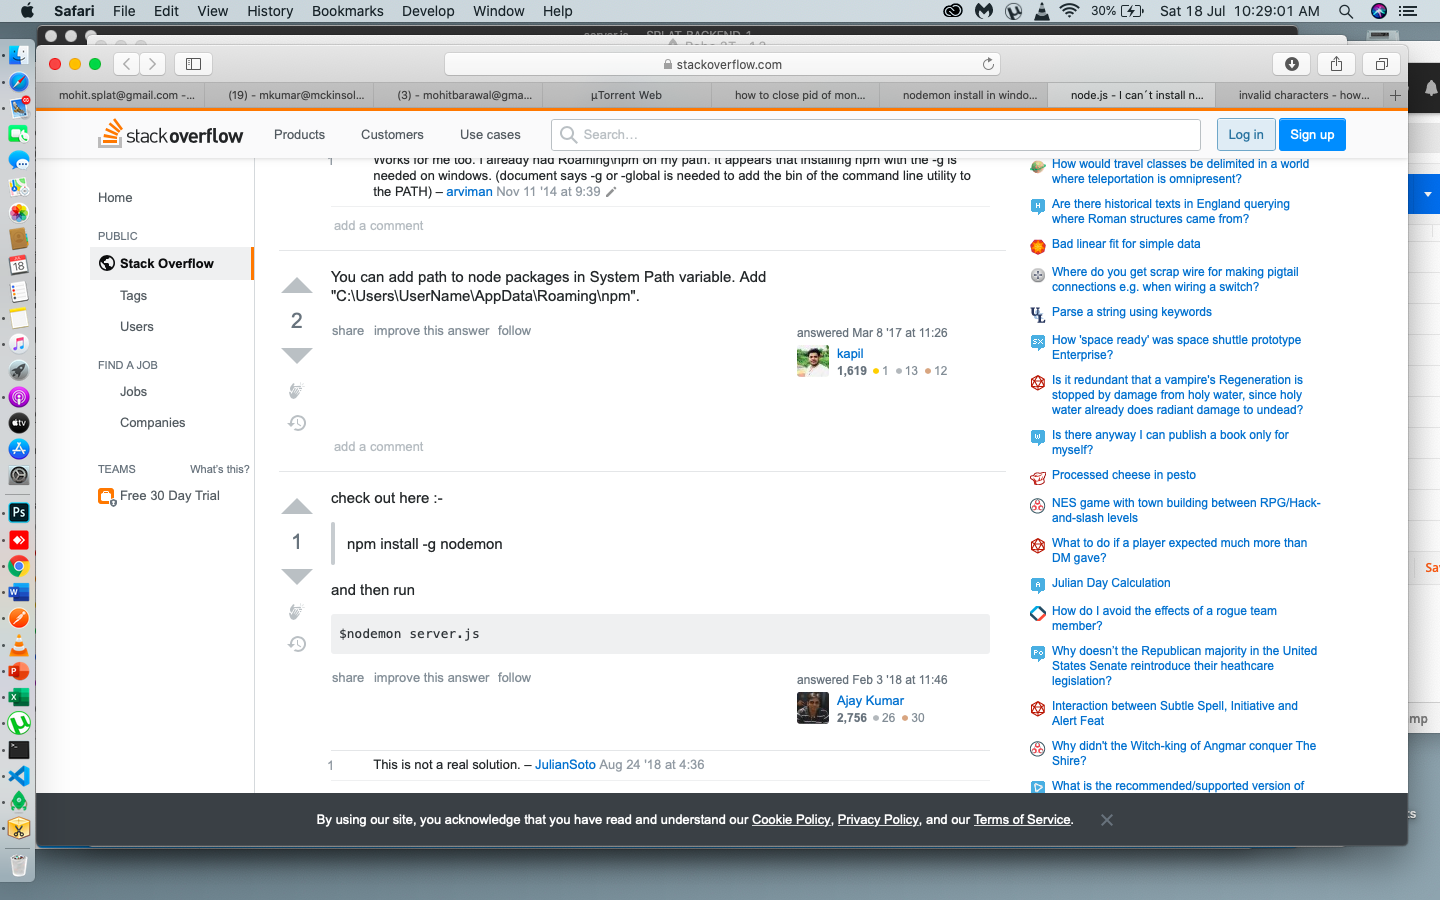 Safari File Edit View History Bookmarks Develop Window Help
30% Sat 18 Jul 10:29:01 AM
stackoverflow.com
mohit.splat@gmail.com -...
(19) - mkumar@mckinsol...
(3) - mohitbarawal@gma...
µTorrent Web
how to close pid of mon...
nodemon install in windo...
node.js - I can´t install n...
invalid characters - how...
stackoverflow
Products Customers Use cases
Search...
Log in Sign up
Home
PUBLIC
Stack Overflow
Tags
Users
FIND A JOB
Jobs
Companies
TEAMS What's this?
Free 30 Day Trial
1
Works for me too. I already had Roaming\npm on my path. It appears that installing npm with the -g is
needed on windows. (document says -g or -global is needed to add the bin of the command line utility to
the PATH) – arviman Nov 11 '14 at 9:39
add a comment
You can add path to node packages in System Path variable. Add
"C:\Users\UserName\AppData\Roaming\npm".
2
share improve this answer follow
answered Mar 8 '17 at 11:26
kapil
1,619 1 13 12
add a comment
check out here :-
1
npm install -g nodemon
and then run
$nodemon server.js
share improve this answer follow
answered Feb 3 '18 at 11:46
Ajay Kumar
2,756 26 30
1 This is not a real solution. – JulianSoto Aug 24 '18 at 4:36
How would travel classes be delimited in a world
where teleportation is omnipresent?
Are there historical texts in England querying
where Roman structures came from?
Bad linear fit for simple data
Where do you get scrap wire for making pigtail
connections e.g. when wiring a switch?
Parse a string using keywords
How 'space ready' was space shuttle prototype
Enterprise?
Is it redundant that a vampire's Regeneration is
stopped by damage from holy water, since holy
water already does radiant damage to undead?
Is there anyway I can publish a book only for
myself?
Processed cheese in pesto
NES game with town building between RPG/Hack-
and-slash levels
What to do if a player expected much more than
DM gave?
Julian Day Calculation
How do I avoid the effects of a rogue team
member?
Why doesn't the Republican majority in the United
States Senate reintroduce their heathcare
legislation?
Interaction between Subtle Spell, Initiative and
Alert Feat
Why didn't the Witch-king of Angmar conquer The
Shire?
What is the recommended/supported version of
By using our site, you acknowledge that you have read and understand our Cookie Policy, Privacy Policy, and our Terms of Service.